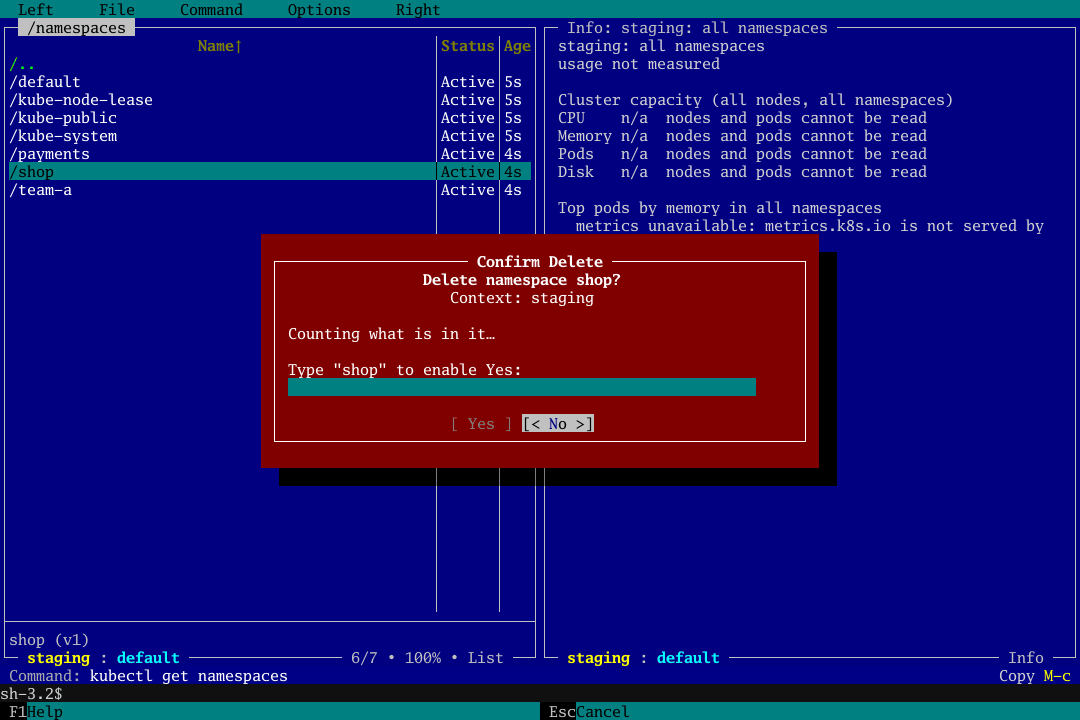 Left File Command Options Right
/namespaces
Name↑ Status Age
/..
/default Active 5s
/kube-node-lease Active 5s
/kube-public Active 5s
/kube-system Active 5s
/payments Active 4s
/shop Active 4s
/team-a Active 4s
shop (v1)
staging : default 6/7 • 100% • List
Info: staging: all namespaces
staging: all namespaces
usage not measured
Cluster capacity (all nodes, all namespaces)
CPU n/a nodes and pods cannot be read
Memory n/a nodes and pods cannot be read
Pods n/a nodes and pods cannot be read
Disk n/a nodes and pods cannot be read
Top pods by memory in all namespaces
metrics unavailable: metrics.k8s.io is not served by
staging : default Info
Confirm Delete
Delete namespace shop?
Context: staging
Counting what is in it…
Type "shop" to enable Yes:
[ Yes ] [< No >]
Command: kubectl get namespaces Copy M-c
sh-3.2$
F1Help EscCancel